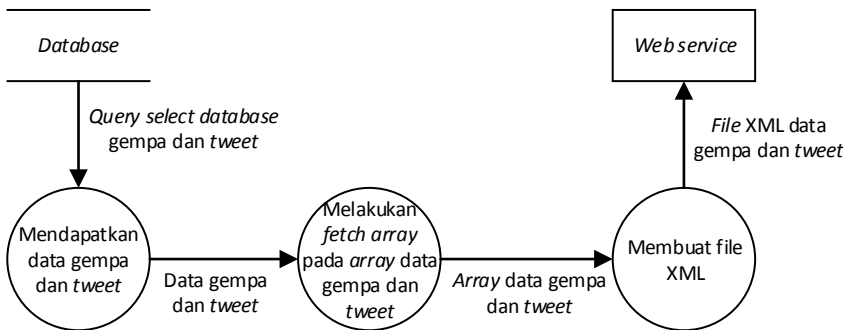 Database
Web service
Query select database
gempa dan tweet
File XML data
gempa dan tweet
Mendapatkan
data gempa
dan tweet
Data gempa
dan tweet
Melakukan
fetch array
pada array data
gempa dan
tweet
Array data gempa
dan tweet
Membuat file
XML